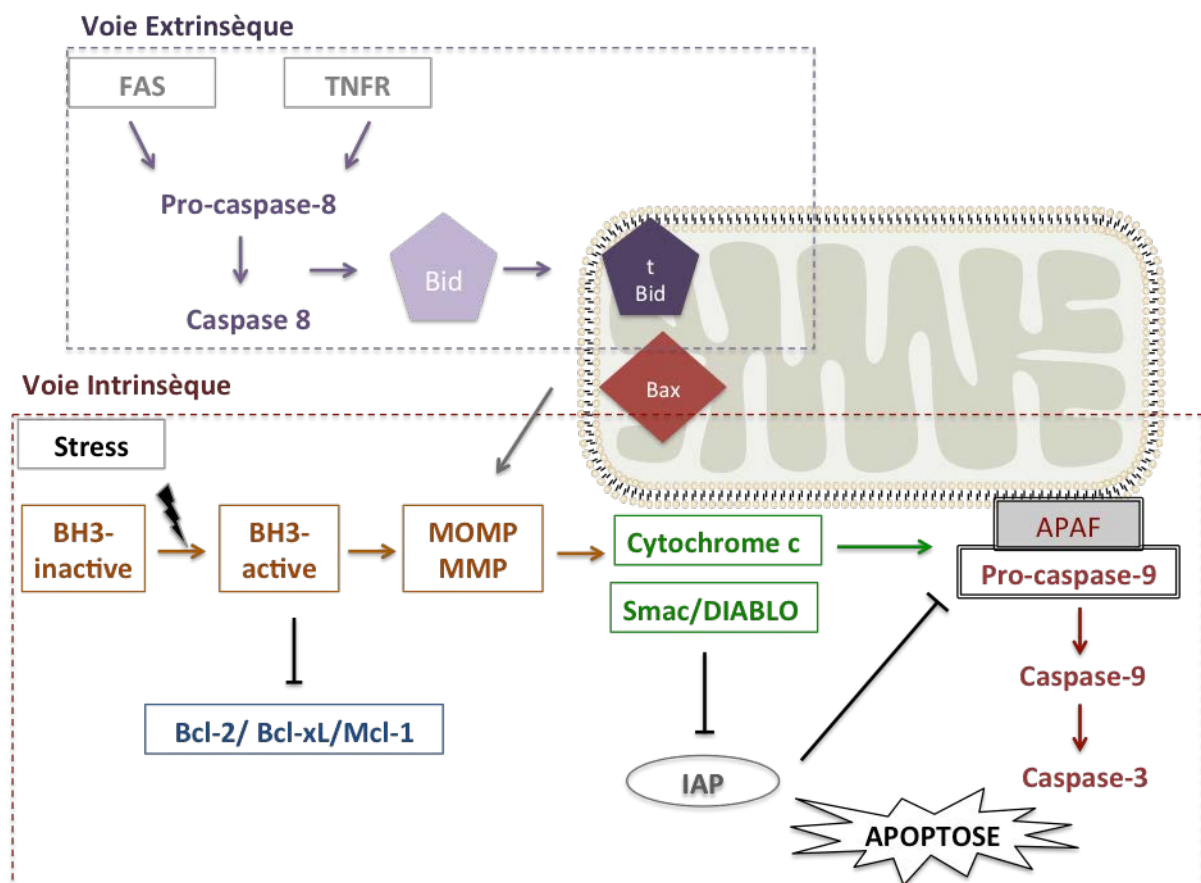 Voie Extrinsèque
FAS
TNFR
Pro-caspase-8
Caspase 8
Bid
t
Bid
Bax
Voie Intrinsèque
Stress
BH3-
inactive
BH3-
active
MOMP
MMP
Cytochrome c
Smac/DIABLO
APAF
Pro-caspase-9
Caspase-9
Caspase-3
Bcl-2/ Bcl-xL/Mcl-1
IAP
APOPTOSE